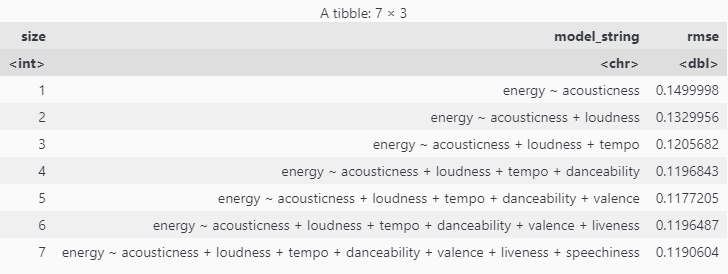 A tibble: 7 × 3
size model_string rmse
<int> <chr> <dbl>
1 energy ~ acousticness 0.1499998
2 energy ~ acousticness + loudness 0.1329956
3 energy ~ acousticness + loudness + tempo 0.1205682
4 energy ~ acousticness + loudness + tempo + danceability 0.1196843
5 energy ~ acousticness + loudness + tempo + danceability + valence 0.1177205
6 energy ~ acousticness + loudness + tempo + danceability + valence + liveness 0.1196487
7 energy ~ acousticness + loudness + tempo + danceability + valence + liveness + speechiness 0.1190604